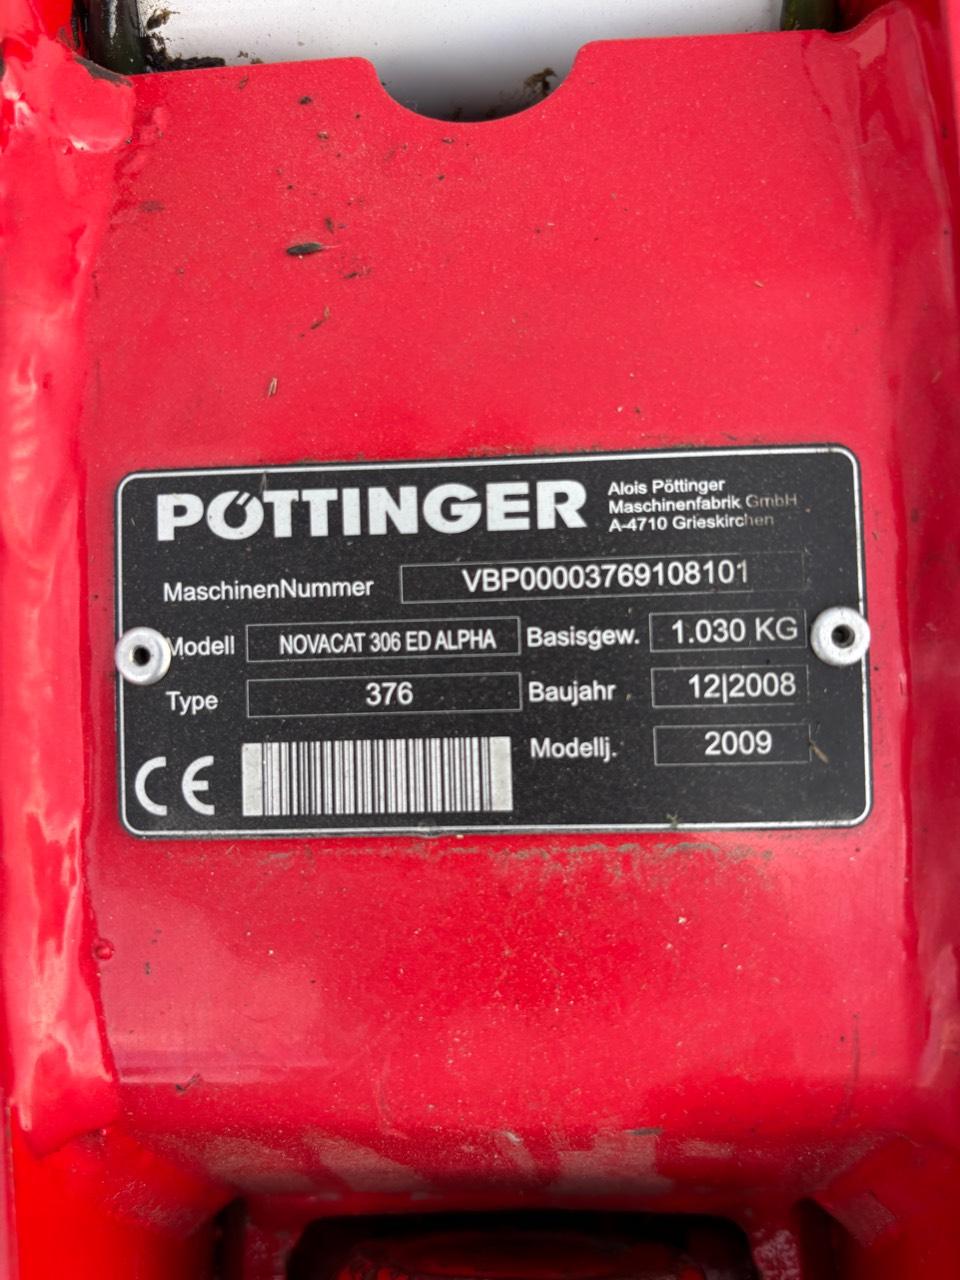 PÖTTINGER
Alois Pöttinger
Maschinenfabrik GmbH
A-4710 Grieskirchen
MaschinenNummer VBP00003769108101
Modell NOVACAT 306 ED ALPHA Basisgew. 1.030 KG
Type 376 Baujahr 12|2008
Modellj. 2009
CE